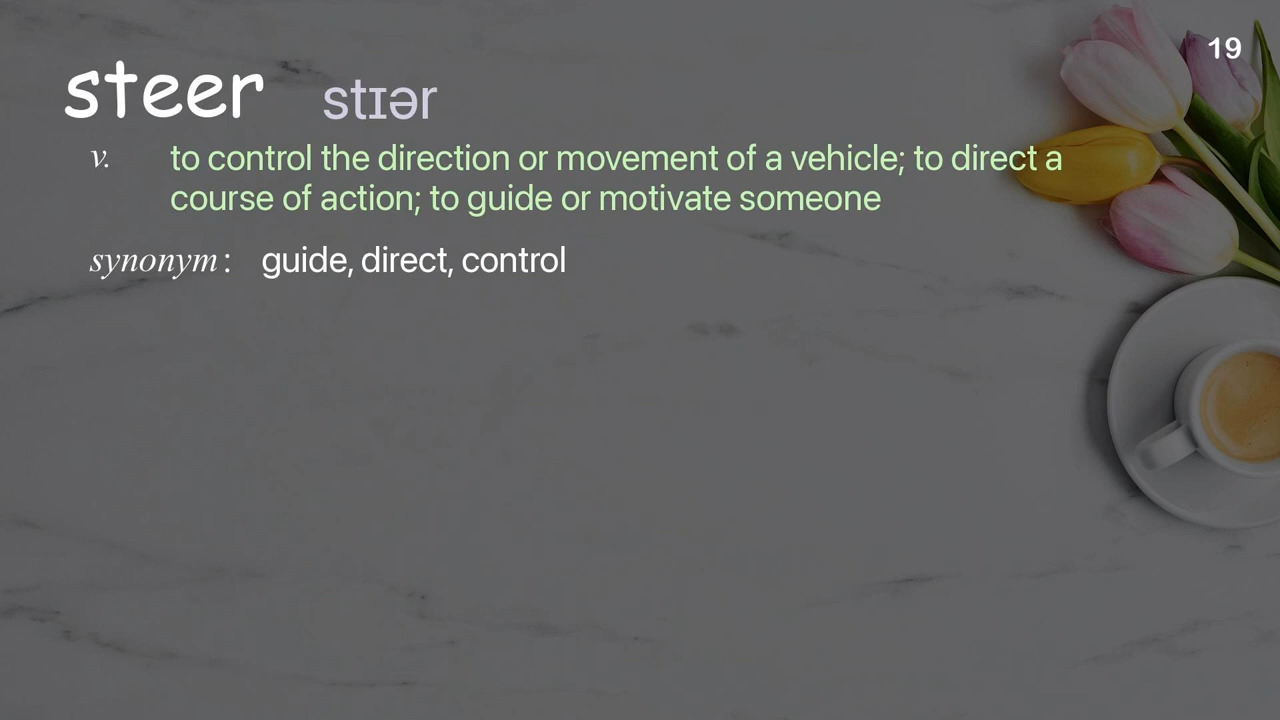 19
steer stɪər
v. to control the direction or movement of a vehicle; to direct a
course of action; to guide or motivate someone
synonym : guide, direct, control